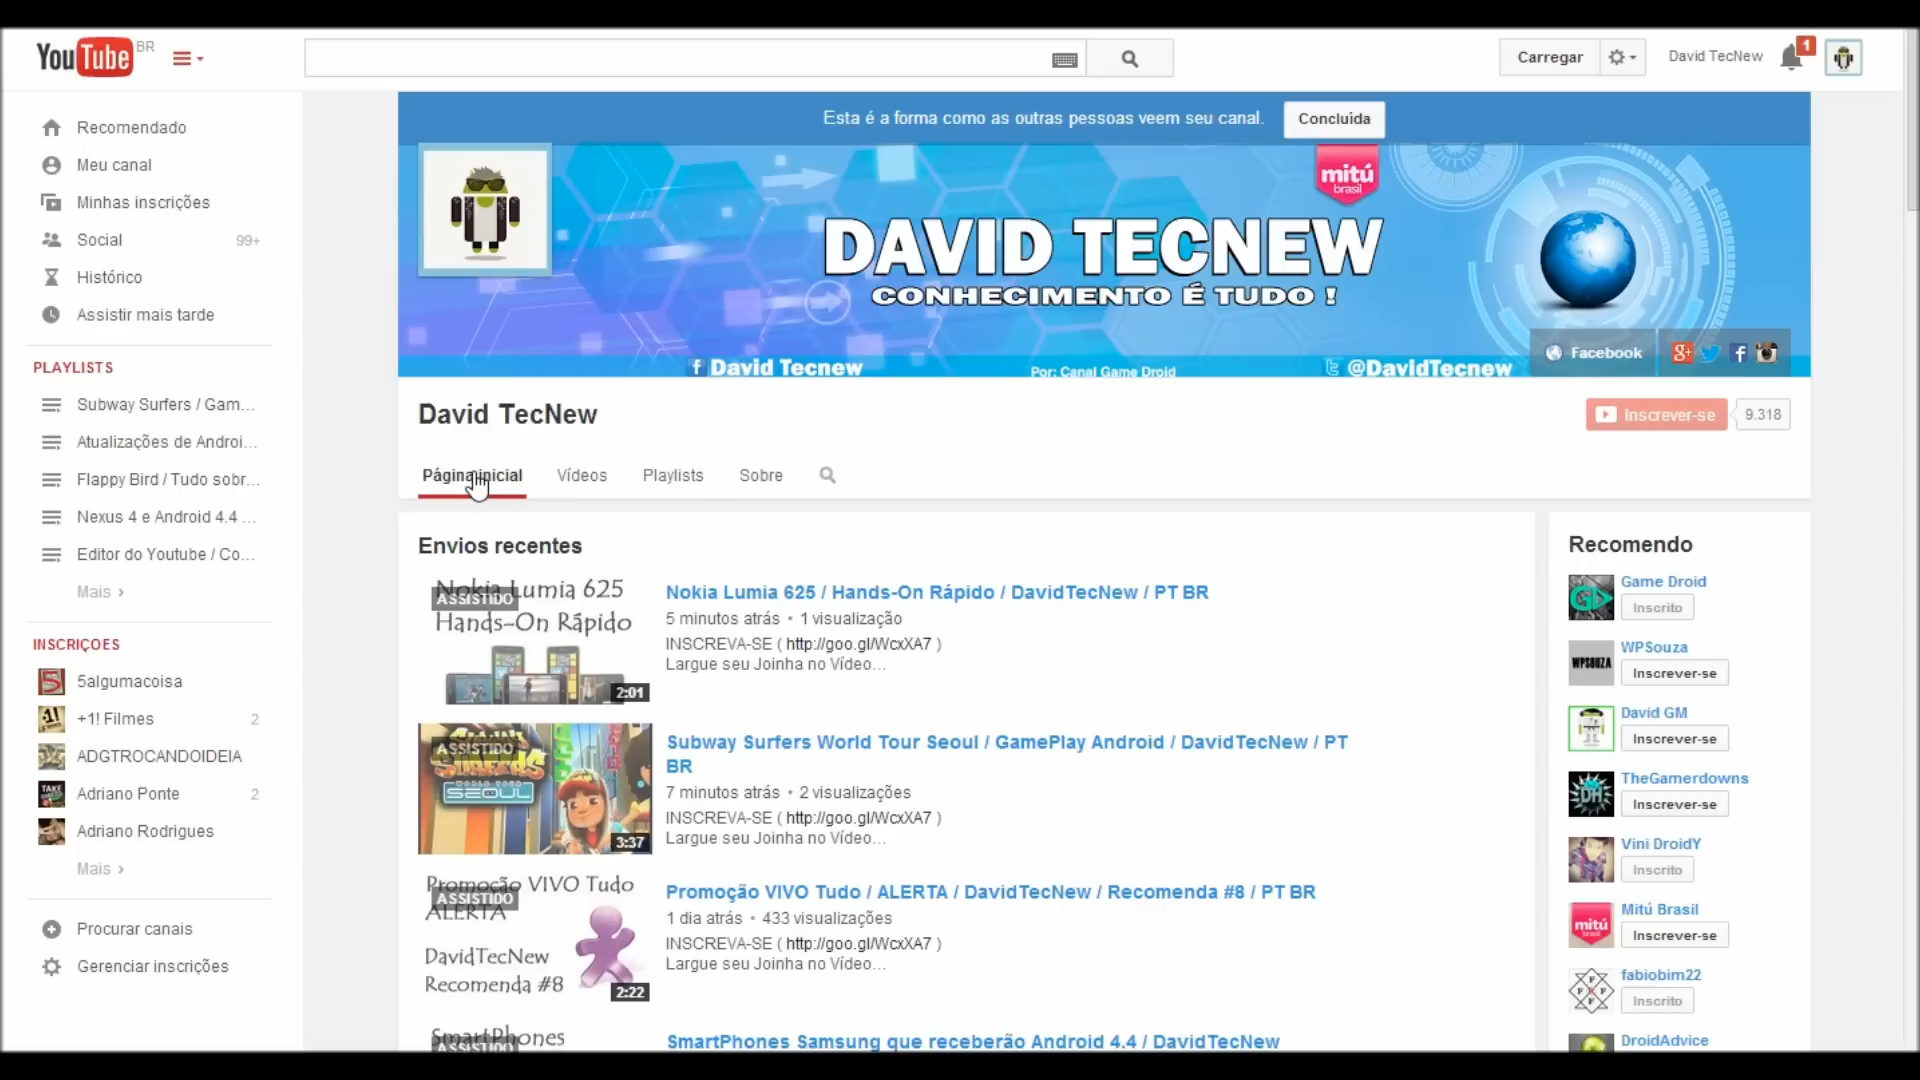 YouTube BR
Carregar
David TecNew
1
Recomendado
Meu canal
Minhas inscrições
Social 99+
Histórico
Assistir mais tarde
PLAYLISTS
Subway Surfers / Gam...
Atualizações de Androi...
Flappy Bird / Tudo sobr...
Nexus 4 e Android 4.4 ...
Editor do Youtube / Co...
Mais ›
INSCRIÇOES
5algumacoisa
+1! Filmes 2
ADGTROCANDOIDEIA
Adriano Ponte 2
Adriano Rodrigues
Mais ›
Procurar canais
Gerenciar inscrições
Esta é a forma como as outras pessoas veem seu canal.
Concluída
mitú
brasil
DAVID TECNEW
CONHECIMENTO É TUDO !
f David Tecnew
Por: Canal Game Droid
@DavidTecnew
Facebook
g+ f
David TecNew
Inscrever-se 9.318
Página inicial Vídeos Playlists Sobre
Envios recentes
Nokia Lumia 625
ASSISTIDO
Hands-On Rápido
2:01
Nokia Lumia 625 / Hands-On Rápido / DavidTecNew / PT BR
5 minutos atrás • 1 visualização
INSCREVA-SE ( http://goo.gl/WcxXA7 )
Largue seu Joinha no Vídeo...
ASSISTIDO
SURFERS
SEOUL
3:37
Subway Surfers World Tour Seoul / GamePlay Android / DavidTecNew / PT
BR
7 minutos atrás • 2 visualizações
INSCREVA-SE ( http://goo.gl/WcxXA7 )
Largue seu Joinha no Vídeo...
Promoção VIVO Tudo
ASSISTIDO
ALERTA
DavidTecNew
Recomenda #8
2:22
Promoção VIVO Tudo / ALERTA / DavidTecNew / Recomenda #8 / PT BR
1 dia atrás • 433 visualizações
INSCREVA-SE ( http://goo.gl/WcxXA7 )
Largue seu Joinha no Vídeo...
SmartPhones
ASSISTIDO
SmartPhones Samsung que receberão Android 4.4 / DavidTecNew
Recomendo
Game Droid
Inscrito
WPSOUZA
WPSouza
Inscrever-se
David GM
Inscrever-se
DH
TheGamerdowns
Inscrever-se
Vini DroidY
Inscrito
mitú
brasil
Mitú Brasil
Inscrever-se
fabiobim22
Inscrito
DroidAdvice